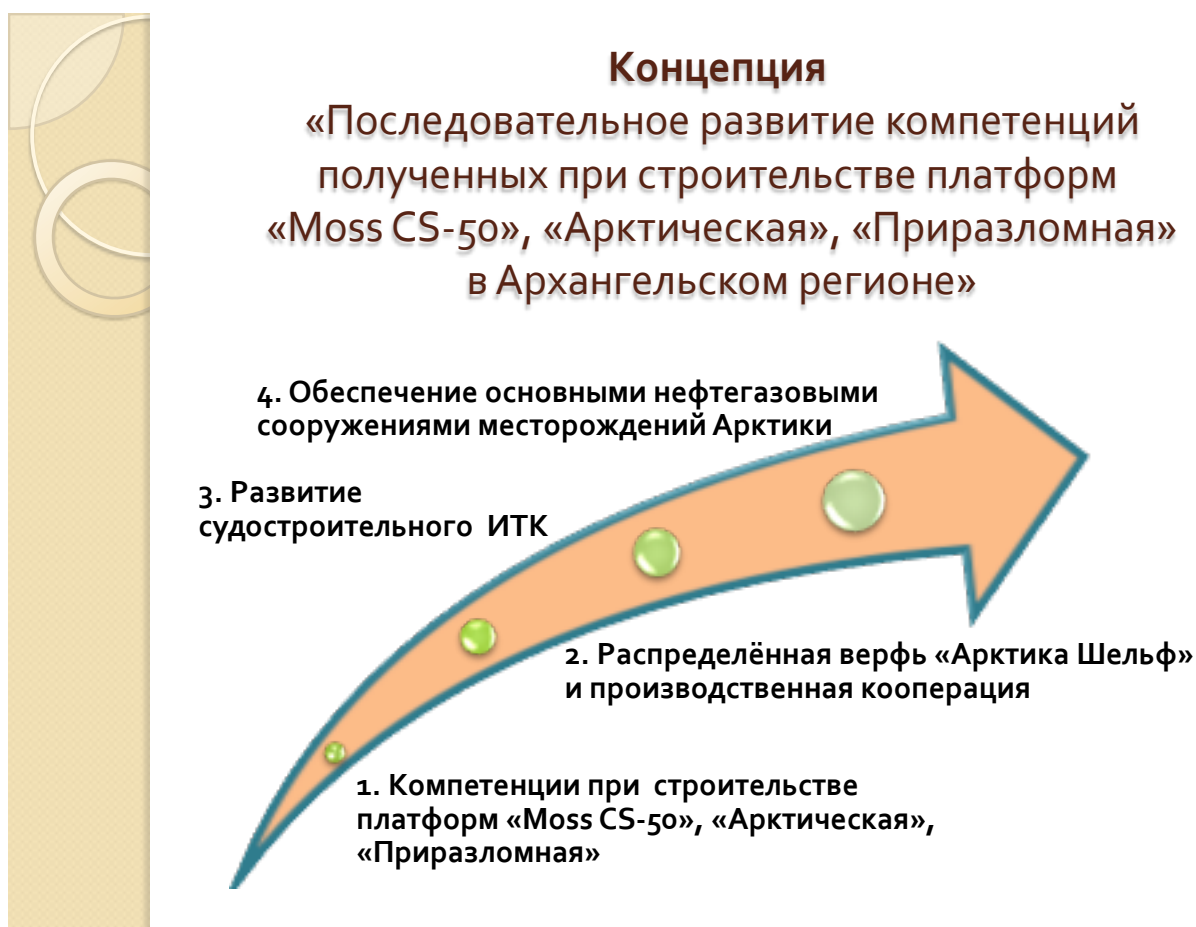 Концепция
«Последовательное развитие компетенций
полученных при строительстве платформ
«Moss CS-50», «Арктическая», «Приразломная»
в Архангельском регионе»
4. Обеспечение основными нефтегазовыми
сооружениями месторождений Арктики
3. Развитие
судостроительного ИТК
2. Распределённая верфь «Арктика Шельф»
и производственная кооперация
1. Компетенции при строительстве
платформ «Moss CS-50», «Арктическая»,
«Приразломная»